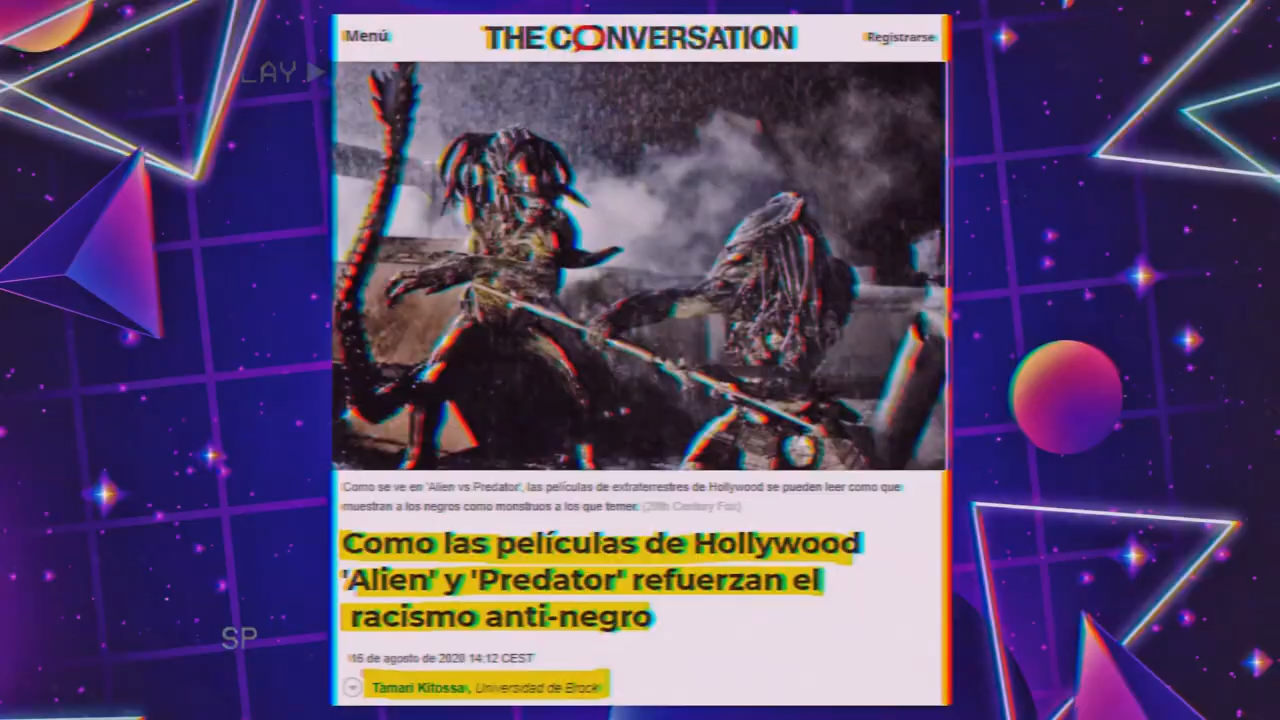 Menú
THE CONVERSATION
Registrarse
LAY
Como se ve en 'Alien vs Predator', las películas de extraterrestres de Hollywood se pueden leer como que
muestran a los negros como monstruos a los que temer. (20th Century Fox)
Como las películas de Hollywood
'Alien' y 'Predator' refuerzan el
racismo anti-negro
16 de agosto de 2020 14:12 CEST
SP
Tamari Kitossa, Universidad de Brock